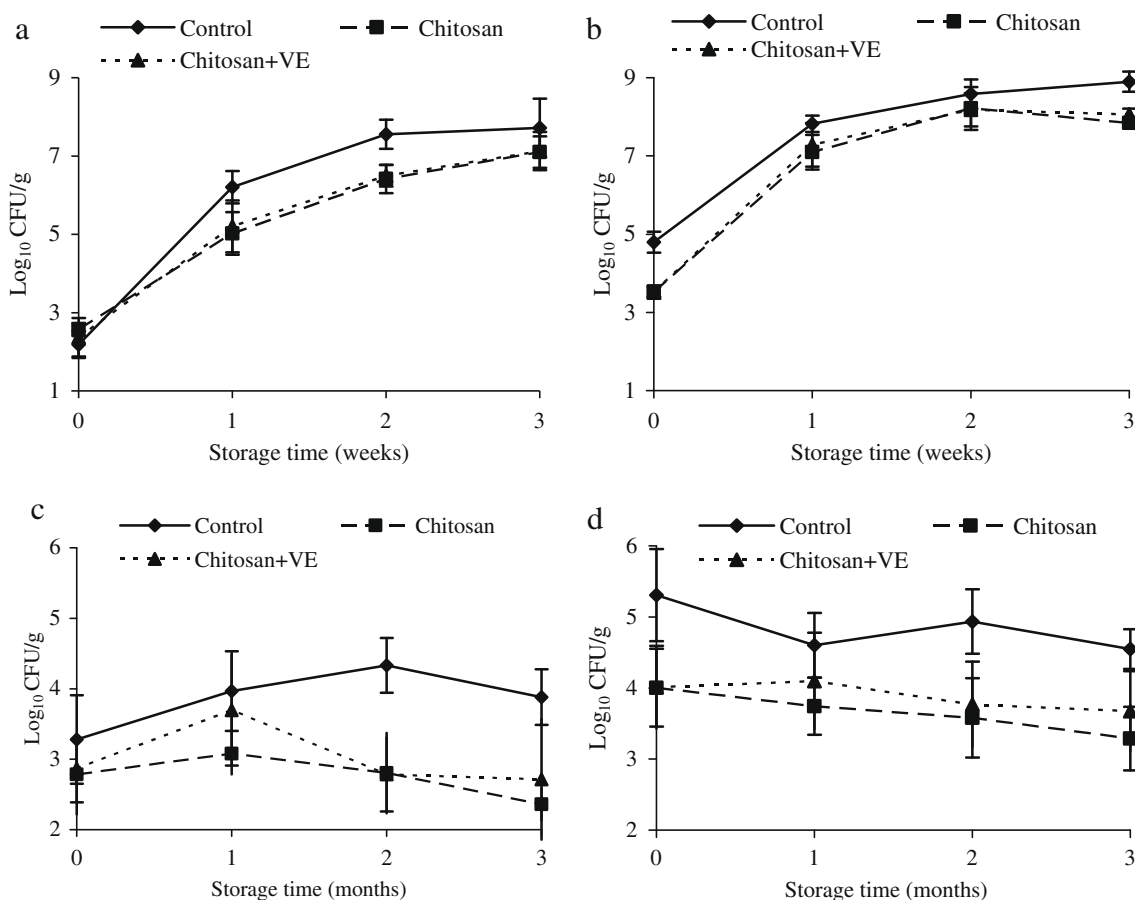 a
Control
Chitosan
Chitosan+VE
9
7
5
3
1
Log₁₀ CFU/g
0 1 2 3
Storage time (weeks)
b
Control
Chitosan
Chitosan+VE
9
7
5
3
1
Log₁₀ CFU/g
0 1 2 3
Storage time (weeks)
c
Control
Chitosan
Chitosan+VE
6
5
4
3
2
Log₁₀ CFU/g
0 1 2 3
Storage time (months)
d
Control
Chitosan
Chitosan+VE
6
5
4
3
2
Log₁₀ CFU/g
0 1 2 3
Storage time (months)